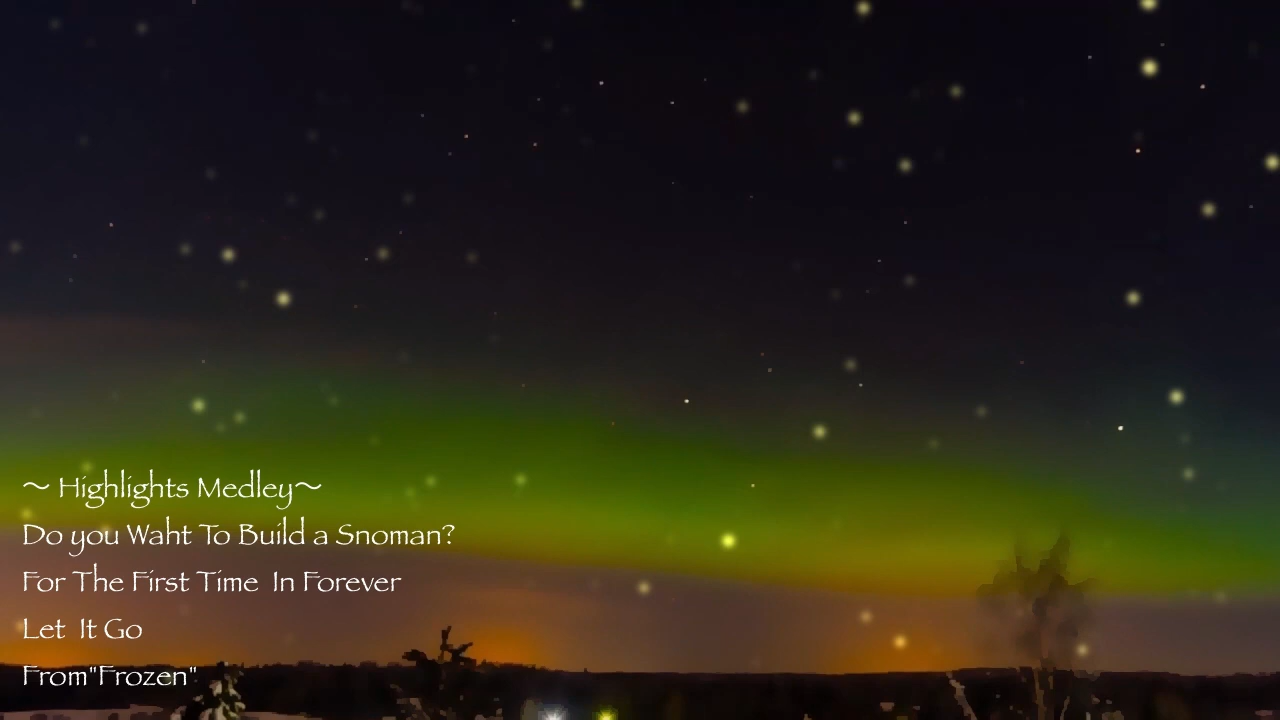 ～ Highlights Medley～
Do you Waht To Build a Snoman?
For The First Time In Forever
Let It Go
From"Frozen"